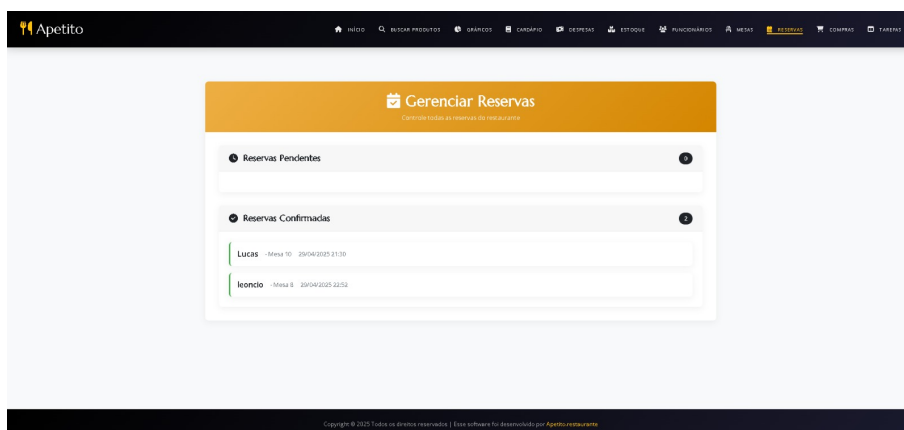 Apetito
INÍCIO BUSCAR PRODUTOS GRÁFICOS CARDÁPIO DESPESAS ESTOQUE FUNCIONÁRIOS MESAS RESERVAS COMPRAS TAREFAS
Gerenciar Reservas
Controle todas as reservas do restaurante
Reservas Pendentes 0
Reservas Confirmadas 2
Lucas - Mesa 10 29/04/2025 21:30
leoncio - Mesa 8 29/04/2025 22:52
Copyright © 2025 Todos os direitos reservados | Esse software foi desenvolvido por Apetito.restaurante